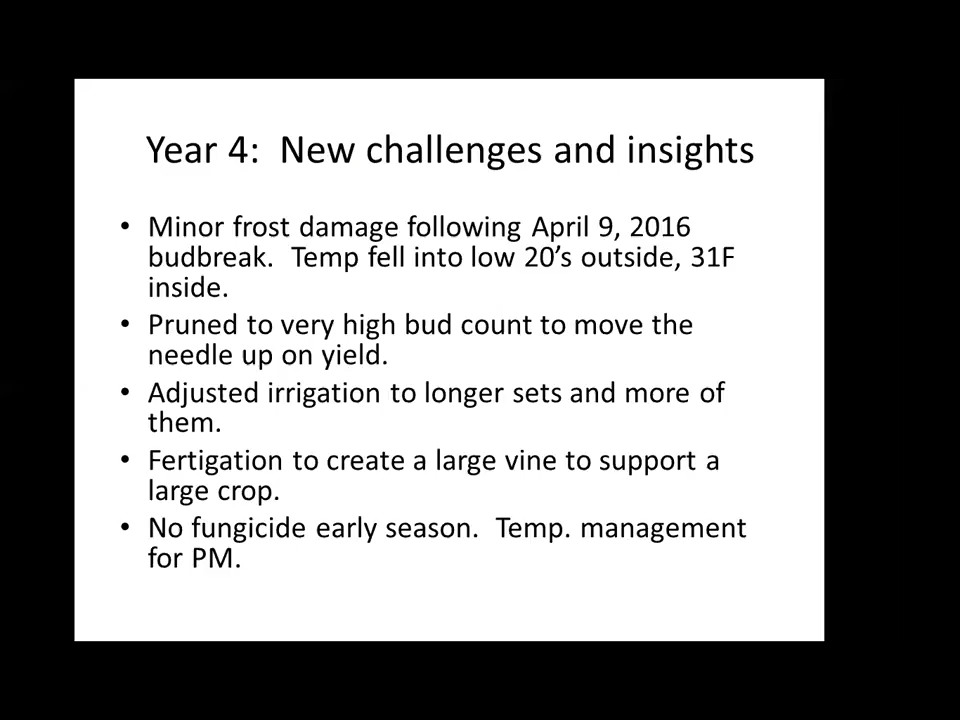 Year 4:  New challenges and insights
• Minor frost damage following April 9, 2016
budbreak.  Temp fell into low 20’s outside, 31F
inside.
• Pruned to very high bud count to move the
needle up on yield.
• Adjusted irrigation to longer sets and more of
them.
• Fertigation to create a large vine to support a
large crop.
• No fungicide early season.  Temp. management
for PM.